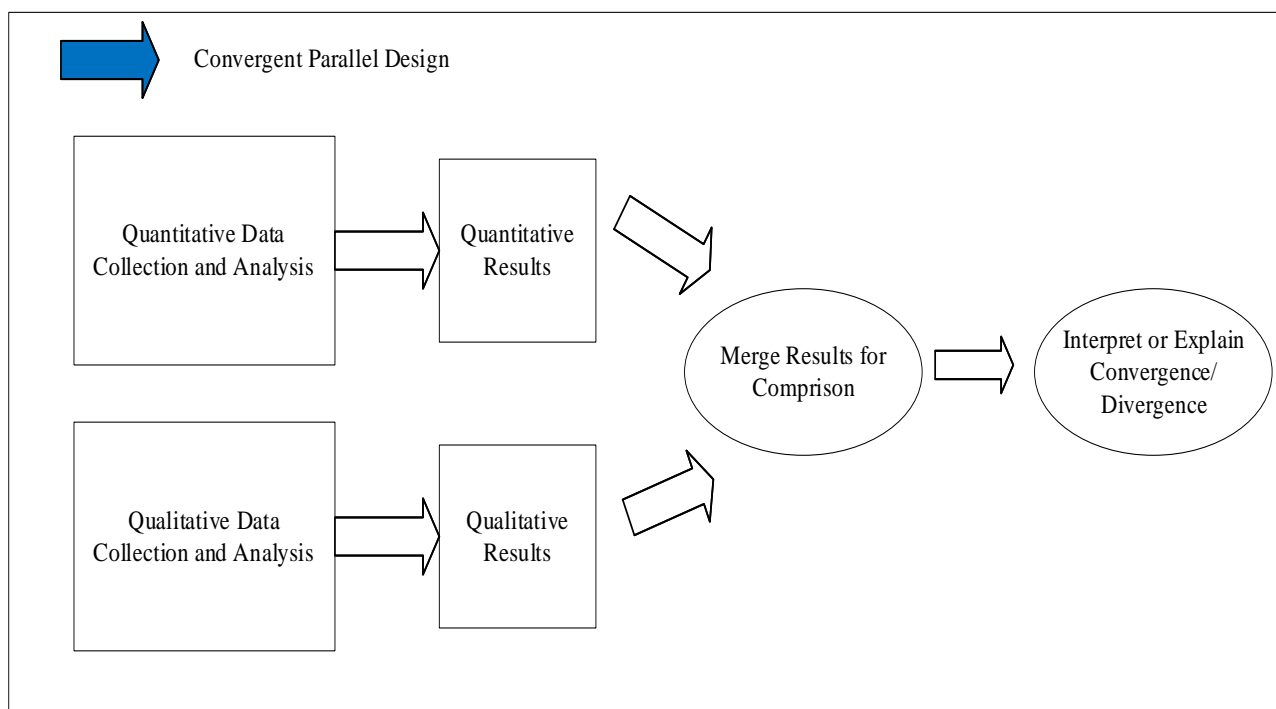 Convergent Parallel Design
Quantitative Data
Collection and Analysis
Quantitative
Results
Merge Results for
Comprison
Interpret or Explain
Convergence/
Divergence
Qualitative Data
Collection and Analysis
Qualitative
Results